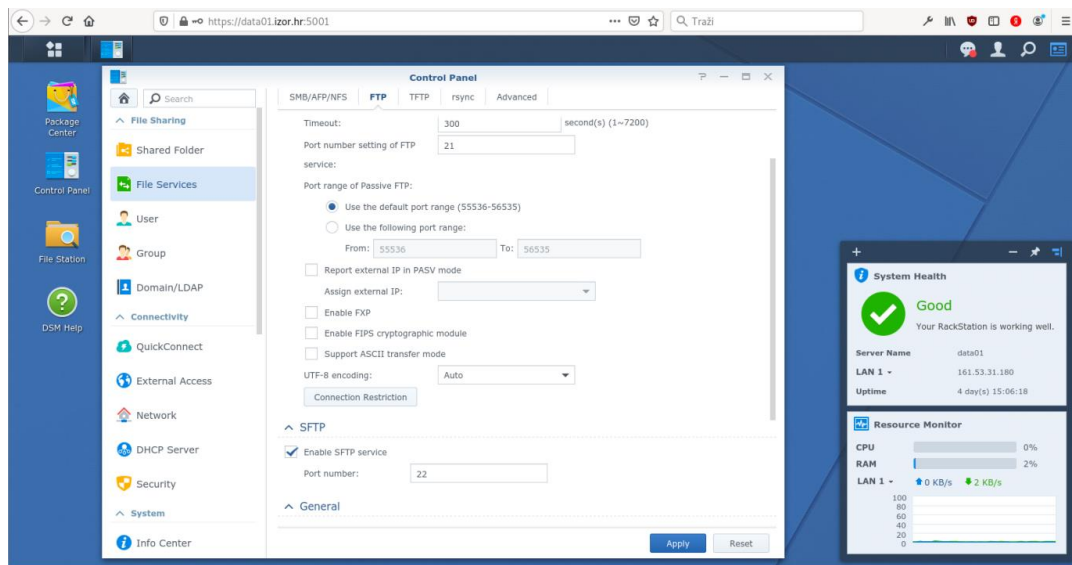 https://data01.izor.hr:5001
Traži
Package
Center
Control Panel
File Station
DSM Help
Control Panel
Search
File Sharing
Shared Folder
File Services
User
Group
Domain/LDAP
Connectivity
QuickConnect
External Access
Network
DHCP Server
Security
System
Info Center
SMB/AFP/NFS FTP TFTP rsync Advanced
Timeout: 300 second(s) (1~7200)
Port number setting of FTP 21
service:
Port range of Passive FTP:
Use the default port range (55536-56535)
Use the following port range:
From: 55536 To: 56535
Report external IP in PASV mode
Assign external IP:
Enable FXP
Enable FIPS cryptographic module
Support ASCII transfer mode
UTF-8 encoding: Auto
Connection Restriction
SFTP
Enable SFTP service
Port number: 22
General
Apply Reset
System Health
Good
Your RackStation is working well.
Server Name data01
LAN 1 161.53.31.180
Uptime 4 day(s) 15:06:18
Resource Monitor
CPU 0%
RAM 2%
LAN 1 0 KB/s 2 KB/s
100
80
60
40
20
0